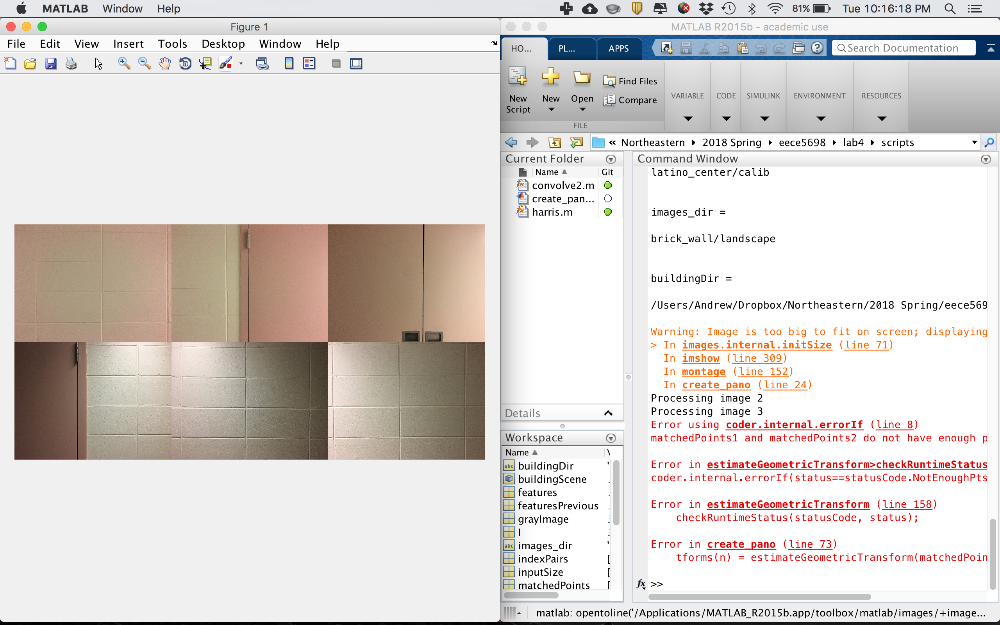 MATLAB Window Help 81% Tue 10:16:18 PM
Figure 1
File Edit View Insert Tools Desktop Window Help
MATLAB R2015b - academic use
HO... PL... APPS Search Documentation
New Script
New
Open
Find Files
Compare
FILE
VARIABLE
CODE
SIMULINK
ENVIRONMENT
RESOURCES
« Northeastern ▸ 2018 Spring ▸ eece5698 ▸ lab4 ▸ scripts
Current Folder
Name Git
convolve2.m
create_pan...
harris.m
Details
Workspace
Name
buildingDir '
buildingScene
features
featuresPrevious
grayImage
I
images_dir '
indexPairs [
inputSize [
matchedPoints [
Command Window
latino_center/calib
images_dir =
brick_wall/landscape
buildingDir =
/Users/Andrew/Dropbox/Northeastern/2018 Spring/eece569
Warning: Image is too big to fit on screen; displaying
> In images.internal.initSize (line 71)
In imshow (line 309)
In montage (line 152)
In create_pano (line 24)
Processing image 2
Processing image 3
Error using coder.internal.errorIf (line 8)
matchedPoints1 and matchedPoints2 do not have enough p
Error in estimateGeometricTransform>checkRuntimeStatus
coder.internal.errorIf(status==statusCode.NotEnoughPts
Error in estimateGeometricTransform (line 158)
checkRuntimeStatus(statusCode, status);
Error in create_pano (line 73)
tforms(n) = estimateGeometricTransform(matchedPoin
fx >>
matlab: opentoline('/Applications/MATLAB_R2015b.app/toolbox/matlab/images/+image...